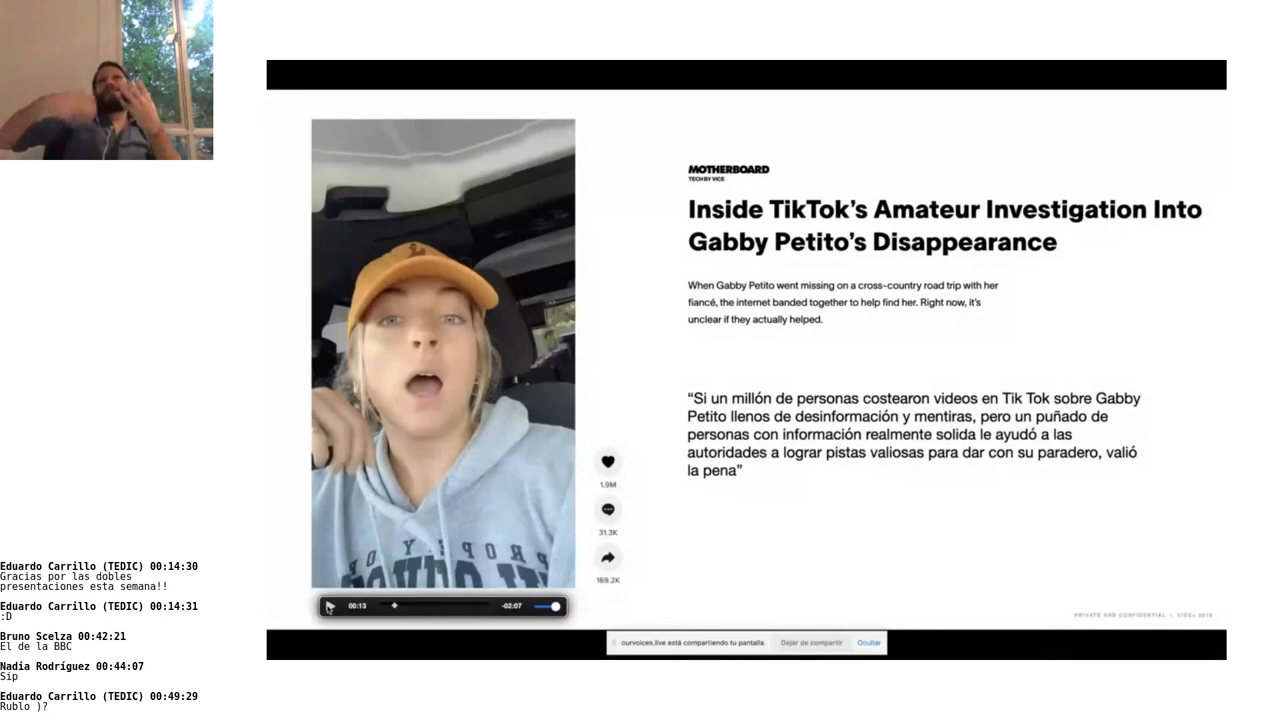 MOTHERBOARD
TECH BY VICE
Inside TikTok’s Amateur Investigation Into
Gabby Petito’s Disappearance
When Gabby Petito went missing on a cross-country road trip with her
fiancé, the internet banded together to help find her. Right now, it’s
unclear if they actually helped.
“Si un millón de personas costearon videos en Tik Tok sobre Gabby
Petito llenos de desinformación y mentiras, pero un puñado de
personas con información realmente solida le ayudó a las
autoridades a lograr pistas valiosas para dar con su paradero, valió
la pena”
1.9M
31.3K
169.2K
PROPE
00:13
-02:07
PRIVATE AND CONFIDENTIAL • VICE© 2018
ourvoices.live está compartiendo tu pantalla.
Dejar de compartir
Ocultar
Eduardo Carrillo (TEDIC) 00:14:30
Gracias por las dobles
presentaciones esta semana!!
Eduardo Carrillo (TEDIC) 00:14:31
:D
Bruno Scelza 00:42:21
El de la BBC
Nadia Rodríguez 00:44:07
Sip
Eduardo Carrillo (TEDIC) 00:49:29
Rublo )?